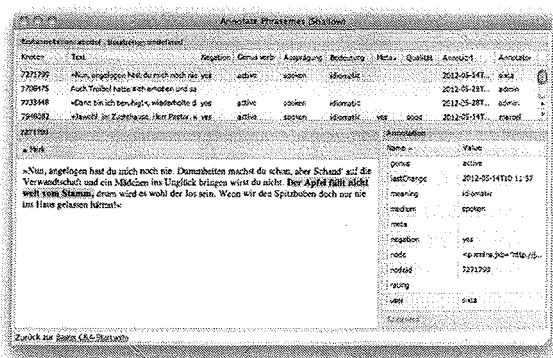 Annotate Phrasemes (Shallow)
Knoten Text Negation Genus verbi Ausprägung Bedeutung Meta Qualität Annotiert Annotator
7271799 »Nun, angelogen hast du mich noch nie yes active spoken idiomatic 2012-05-14T...
Auch Treibel hatte sich erhoben und sa 2012-05-28T... admin
7233448 »Dann bin ich beruhigt«, wiederholte d yes active spoken idiomatic 2012-05-28T... admin
»Jawohl, im Zuchthause, Herr Pastor, w yes active spoken idiomatic yes 2012-05-14T... marcel
7271799
Annotation
Text
Name Value
genus active
»Nun, angelogen hast du mich noch nie. Dummheiten machst du schon, aber Schand' auf die
lastChange 2012-05-14T10:11:57
Verwandtschaft und ein Mädchen ins Unglück bringen wirst du nicht. Der Apfel fällt nicht
meaning idiomatic
weit vom Stamm, drum wird es wohl der Jos sein. Wenn wir den Spitzbuben doch nur nie
medium spoken
ins Haus gelassen hätten!«
meta
negation yes
node
nodeid 7271799
rating
user
Zurück zur